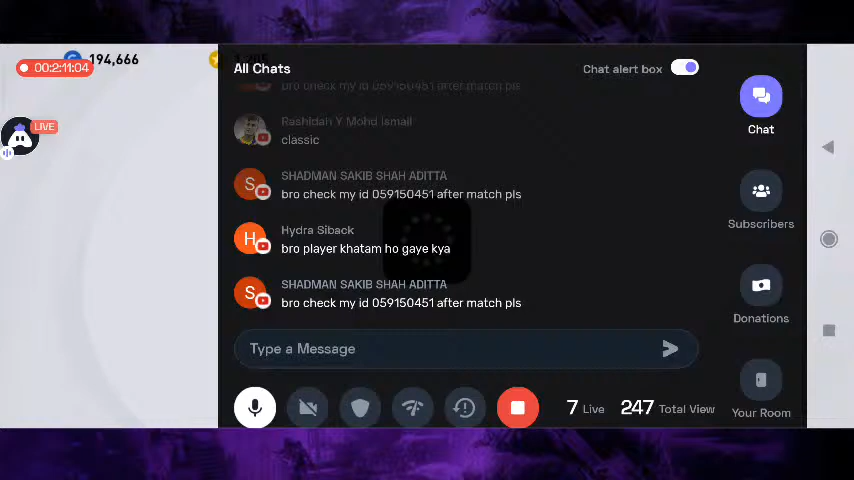 194,666
00:2:11:04
All Chats
Chat alert box
bro check my id 059150451 after match pls
LIVE
Rashidah Y Mohd Ismail
classic
Chat
SHADMAN SAKIB SHAH ADITTA
S
bro check my id 059150451 after match pls
Subscribers
Hydra Siback
H
bro player khatam ho gaye kya
SHADMAN SAKIB SHAH ADITTA
S
bro check my id 059150451 after match pls
Donations
Type a Message
7 Live
247 Total View
Your Room